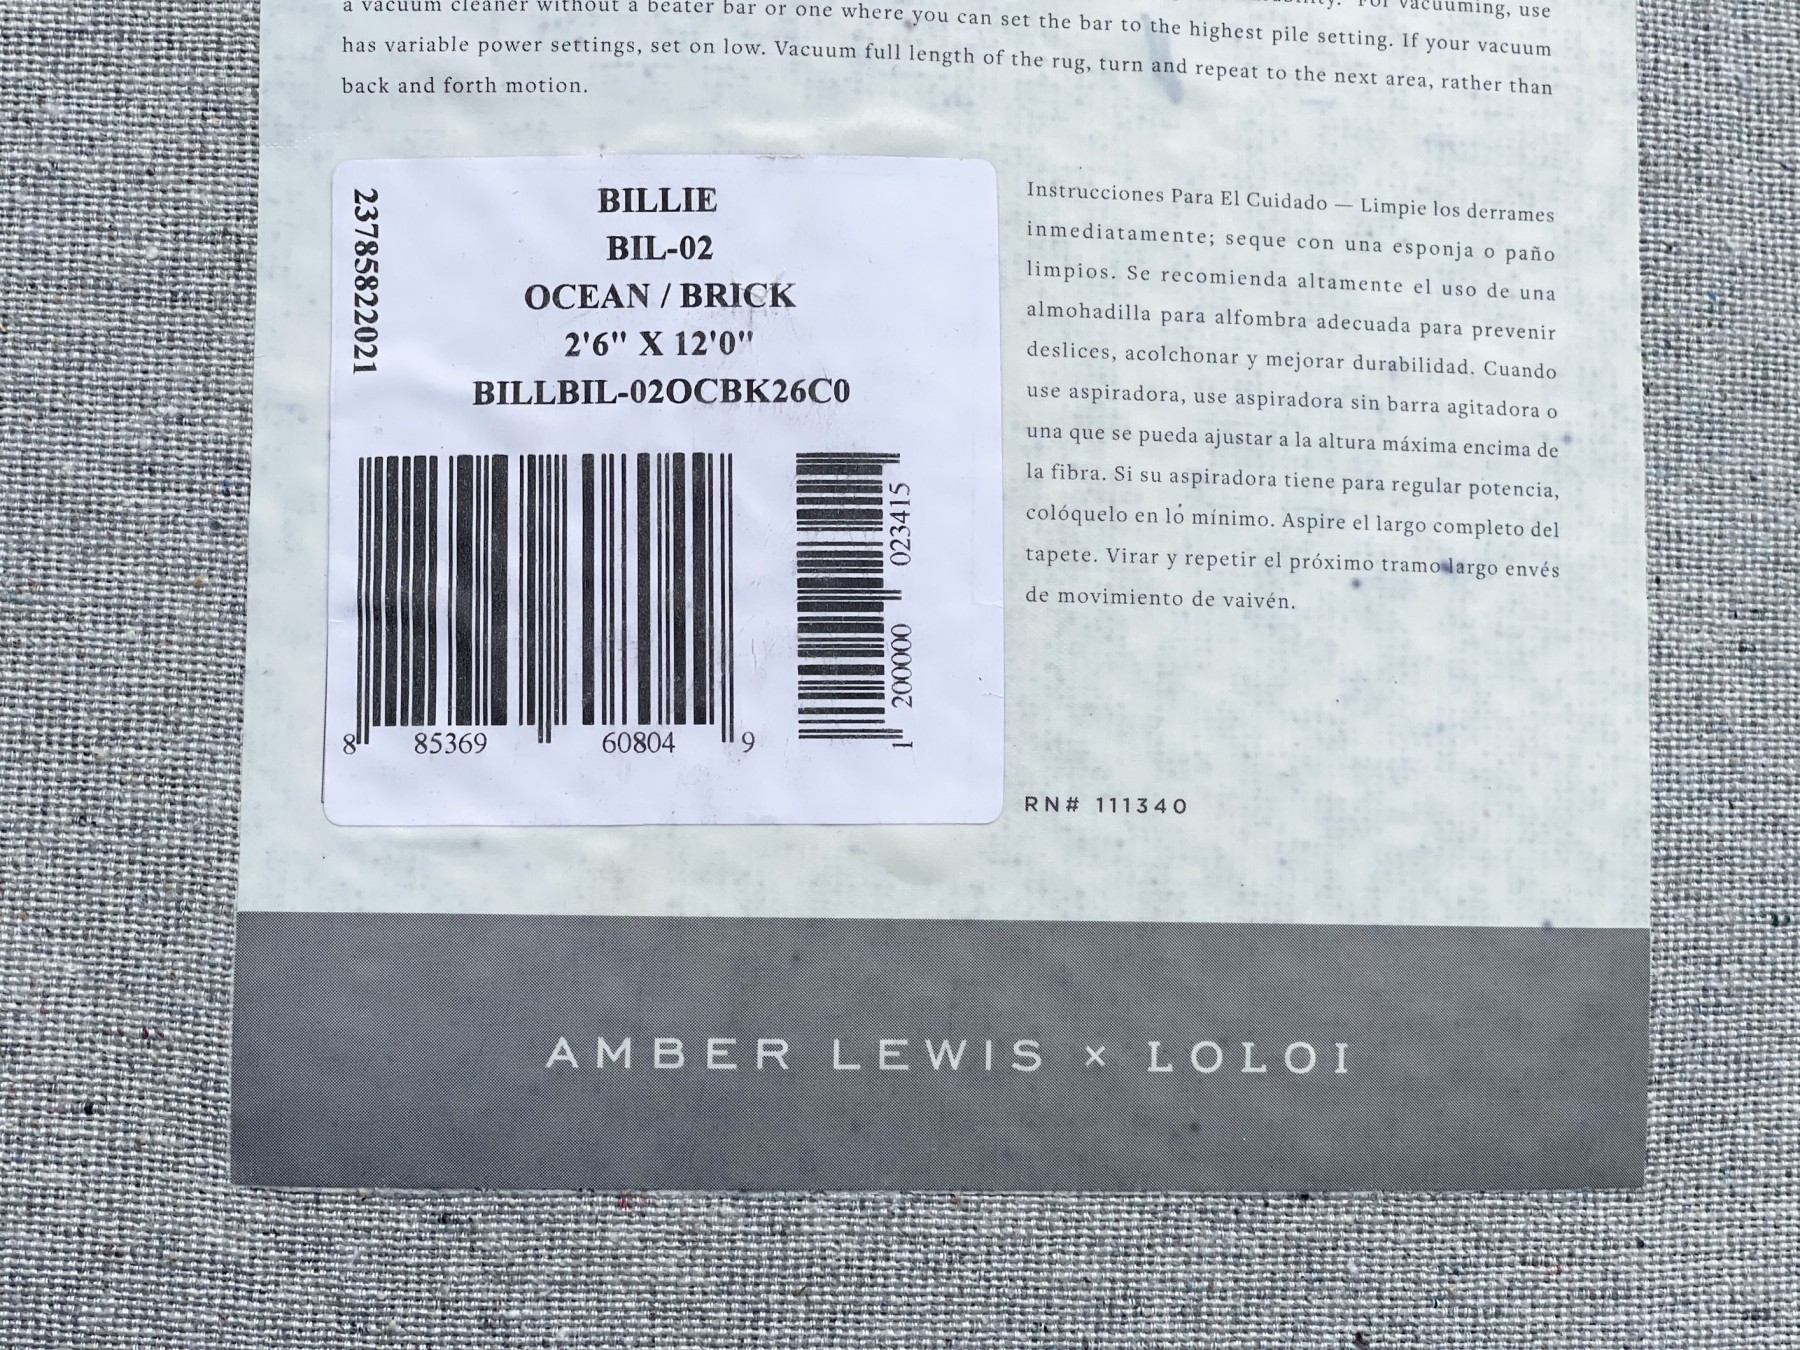 a vacuum cleaner without a beater bar or one where you can set the bar to the highest pile setting. If your vacuum For vacuuming, use
has variable power settings, set on low. Vacuum full length of the rug, turn and repeat to the next area, rather than
back and forth motion.
23785822021
BILLIE
BIL-02
OCEAN / BRICK
2'6" X 12'0"
BILLBIL-02OCBK26C0
8 85369 60804 9
1 200000 023415
Instrucciones Para El Cuidado — Limpie los derrames
inmediatamente; seque con una esponja o paño
limpios. Se recomienda altamente el uso de una
almohadilla para alfombra adecuada para prevenir
deslices, acolchonar y mejorar durabilidad. Cuando
use aspiradora, use aspiradora sin barra agitadora o
una que se pueda ajustar a la altura máxima encima de
la fibra. Si su aspiradora tiene para regular potencia,
colóquelo en lo mínimo. Aspire el largo completo del
tapete. Virar y repetir el próximo tramo largo envés
de movimiento de vaivén.
RN# 111340
AMBER LEWIS × LOLOI